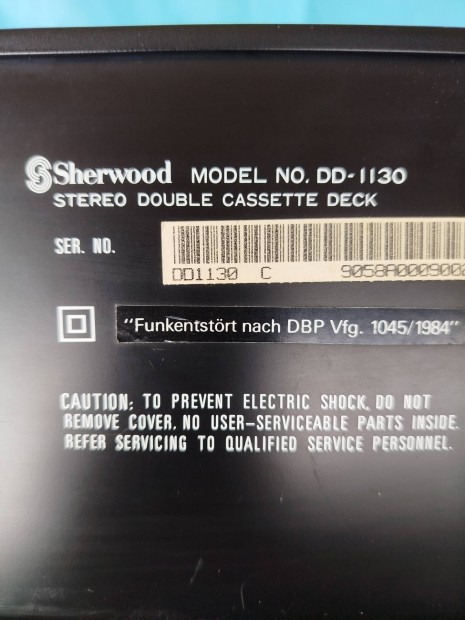 Sherwood MODEL NO. DD-1130
STEREO DOUBLE CASSETTE DECK
SER. NO.
DD1130 C 9058A0009000
"Funkentstört nach DBP Vfg. 1045/1984"
CAUTION: TO PREVENT ELECTRIC SHOCK, DO NOT
REMOVE COVER. NO USER-SERVICEABLE PARTS INSIDE.
REFER SERVICING TO QUALIFIED SERVICE PERSONNEL.